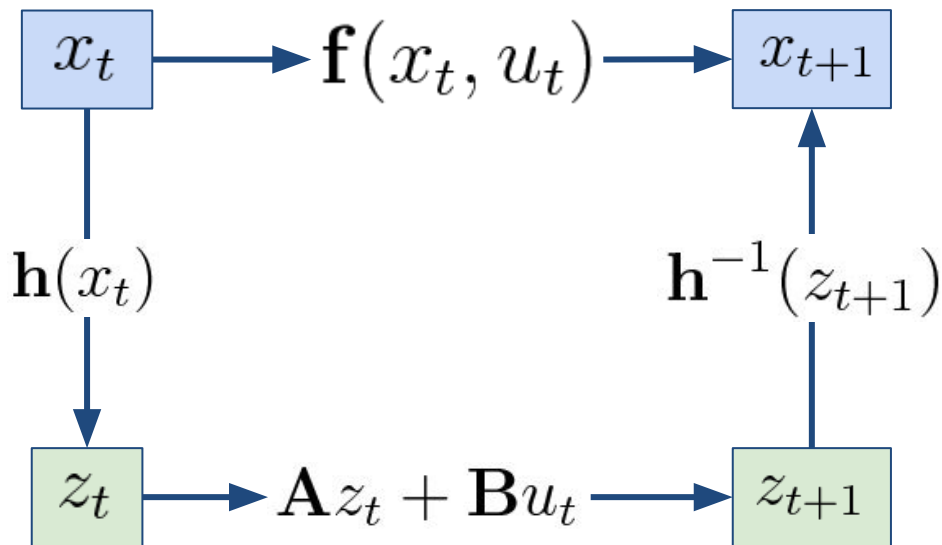 x_t f(x_t, u_t) x_{t+1}
h(x_t) h^{-1}(z_{t+1})
z_t Az_t + Bu_t z_{t+1}